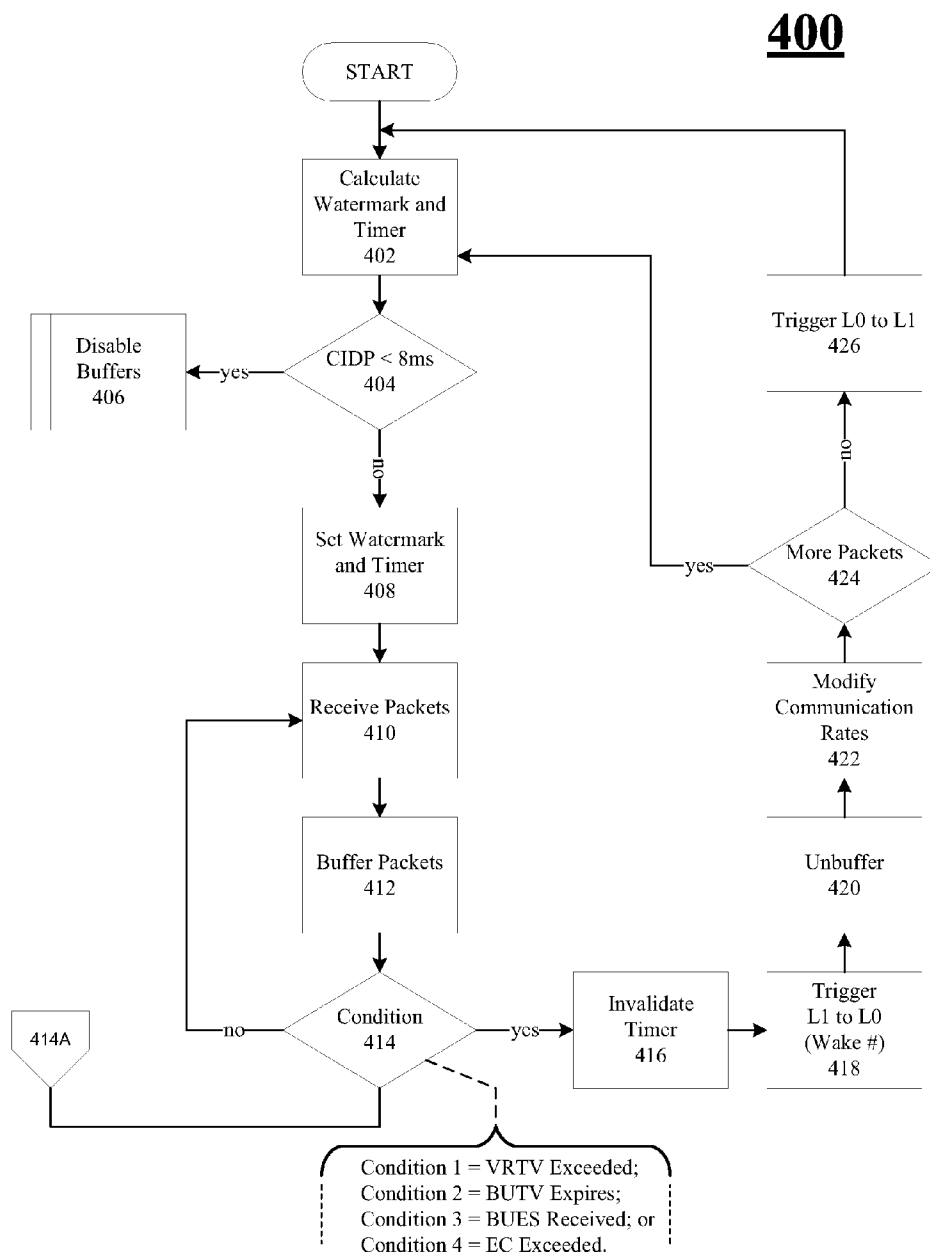 400
START
Calculate
Watermark and
Timer
402
CIDP < 8ms
404
yes
Disable
Buffers
406
no
Set Watermark
and Timer
408
Receive Packets
410
Buffer Packets
412
Condition
414
no
yes
414A
Condition 1 = VRTV Exceeded;
Condition 2 = BUTV Expires;
Condition 3 = BUES Received; or
Condition 4 = EC Exceeded.
Invalidate
Timer
416
Trigger
L1 to L0
(Wake #)
418
Unbuffer
420
Modify
Communication
Rates
422
More Packets
424
yes
no
Trigger L0 to L1
426